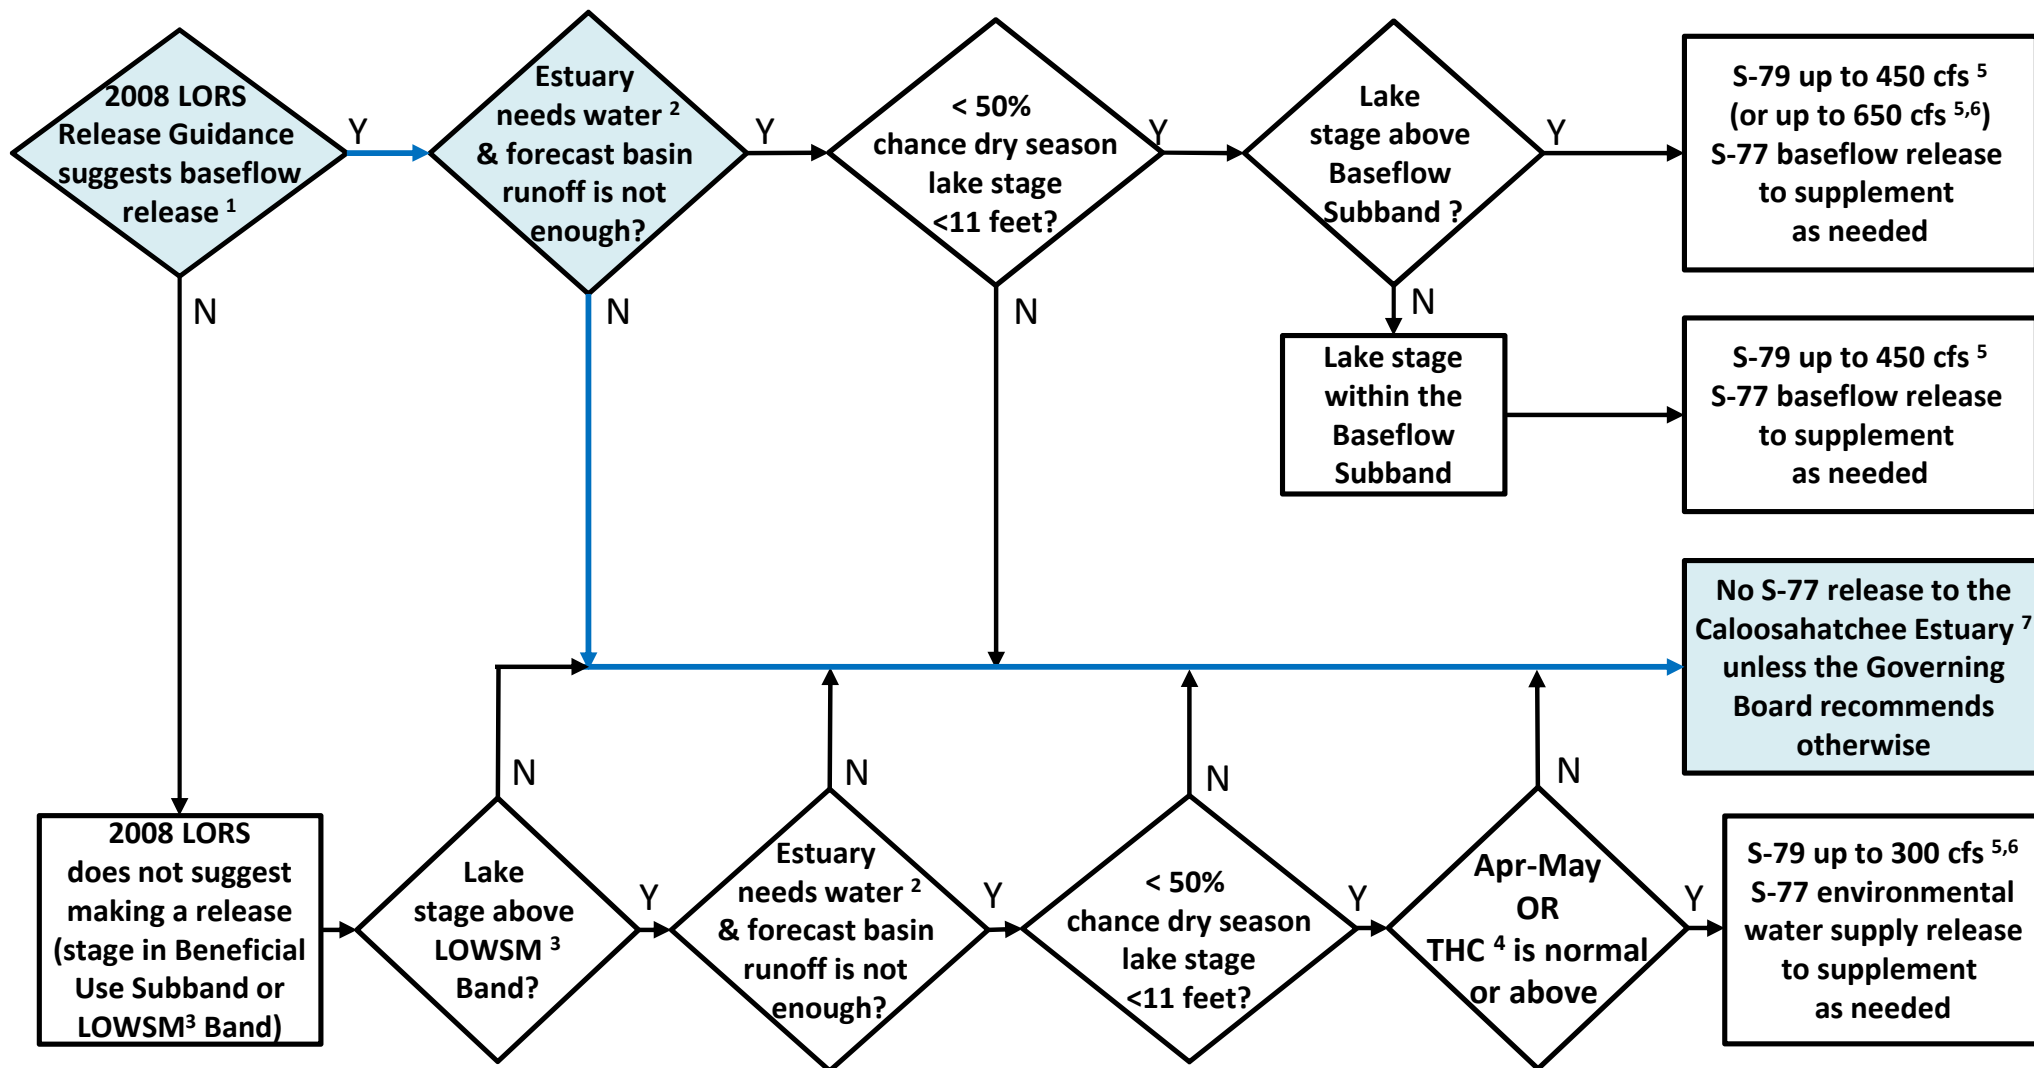 2008 LORS
Release Guidance
suggests baseflow
release ¹
Y
N
Estuary
needs water ²
& forecast basin
runoff is not
enough?
Y
N
< 50%
chance dry season
lake stage
<11 feet?
Y
N
Lake
stage above
Baseflow
Subband ?
Y
N
S-79 up to 450 cfs ⁵
(or up to 650 cfs ⁵,⁶)
S-77 baseflow release
to supplement
as needed
Lake stage
within the
Baseflow
Subband
S-79 up to 450 cfs ⁵
S-77 baseflow release
to supplement
as needed
No S-77 release to the
Caloosahatchee Estuary ⁷
unless the Governing
Board recommends
otherwise
2008 LORS
does not suggest
making a release
(stage in Beneficial
Use Subband or
LOWSM³ Band)
Lake
stage above
LOWSM ³
Band?
N
Y
Estuary
needs water ²
& forecast basin
runoff is not
enough?
N
Y
< 50%
chance dry season
lake stage
<11 feet?
N
Y
Apr-May
OR
THC ⁴ is normal
or above
N
Y
S-79 up to 300 cfs ⁵,⁶
S-77 environmental
water supply release
to supplement
as needed